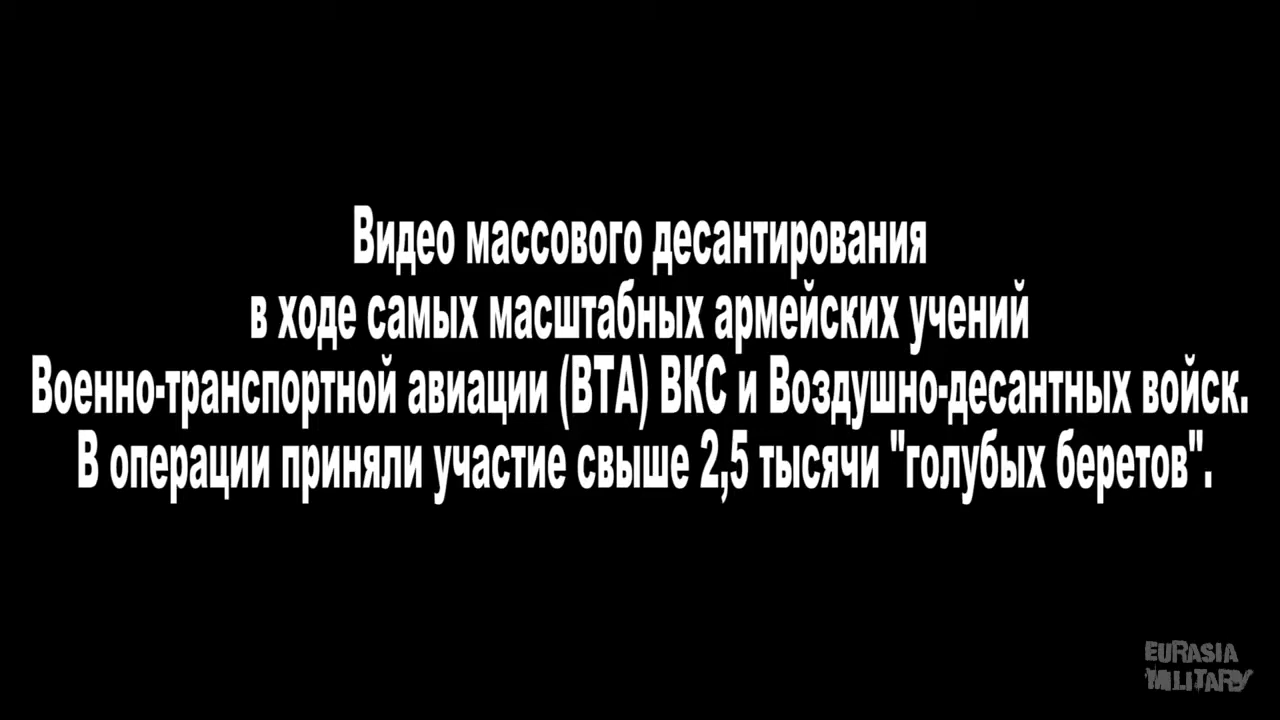 Видео массового десантирования
в ходе самых масштабных армейских учений
Военно-транспортной авиации (ВТА) ВКС и Воздушно-десантных войск.
В операции приняли участие свыше 2,5 тысячи "голубых беретов".
EURASIA
MILITARY